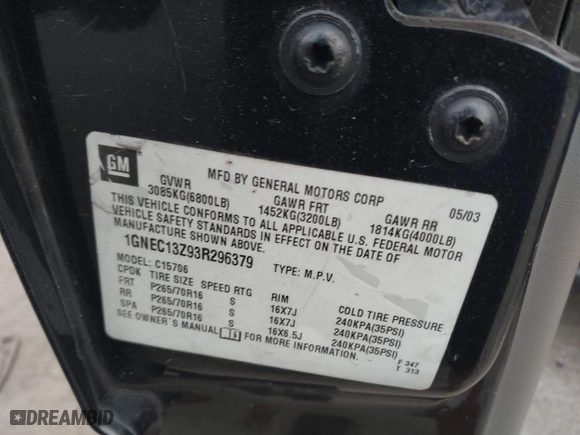 GM
MFD BY GENERAL MOTORS CORP 05/03
GVWR GAWR FRT GAWR RR
3085KG(6800LB) 1452KG(3200LB) 1814KG(4000LB)
THIS VEHICLE CONFORMS TO ALL APPLICABLE U.S. FEDERAL MOTOR
VEHICLE SAFETY STANDARDS IN EFFECT ON THE DATE OF
MANUFACTURE SHOWN ABOVE.
1GNEC13Z93R296379 TYPE: M.P.V.
MODEL: C15706
CPDK TIRE SIZE SPEED RTG RIM COLD TIRE PRESSURE
FRT P265/70R16 S 16X7J 240KPA(35PSI)
RR P265/70R16 S 16X7J 240KPA(35PSI)
SP P265/70R16 S 16X6.5J 240KPA(35PSI)
SEE OWNER'S MANUAL FOR MORE INFORMATION.
F 347
T 313
DREAMBID